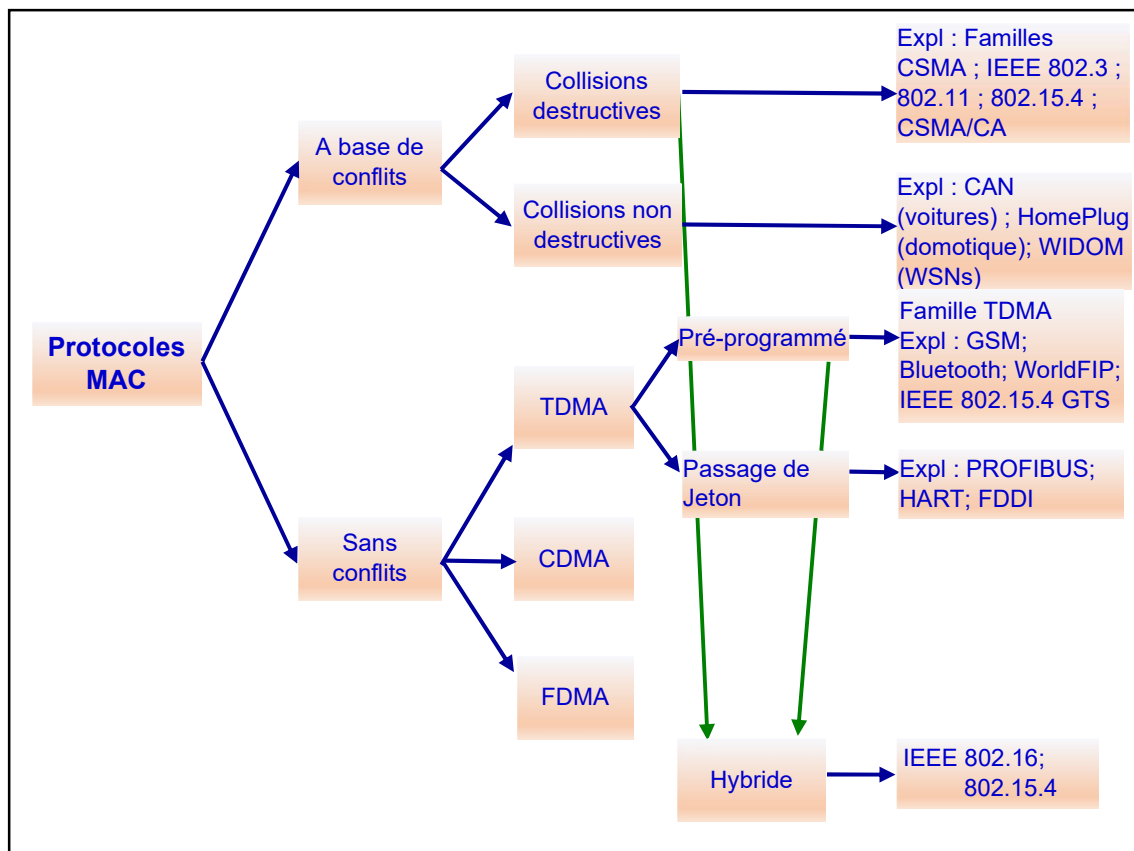 Protocoles
MAC
A base de
conflits
Sans
conflits
Collisions
destructives
Collisions non
destructives
TDMA
CDMA
FDMA
Pré-programmé
Passage de
Jeton
Hybride
Expl : Familles
CSMA ; IEEE 802.3 ;
802.11 ; 802.15.4 ;
CSMA/CA
Expl : CAN
(voitures) ; HomePlug
(domotique); WIDOM
(WSNs)
Famille TDMA
Expl : GSM;
Bluetooth; WorldFIP;
IEEE 802.15.4 GTS
Expl : PROFIBUS;
HART; FDDI
IEEE 802.16;
802.15.4